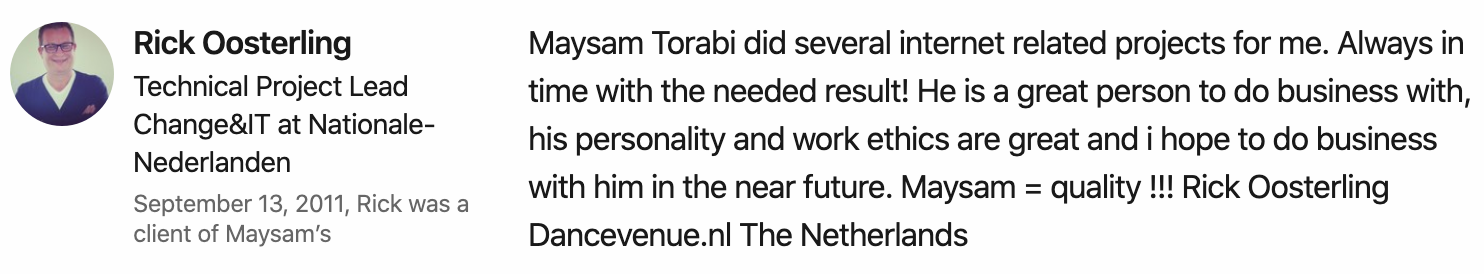 Rick Oosterling
Technical Project Lead
Change&IT at Nationale-
Nederlanden
September 13, 2011, Rick was a
client of Maysam's
Maysam Torabi did several internet related projects for me. Always in
time with the needed result! He is a great person to do business with,
his personality and work ethics are great and i hope to do business
with him in the near future. Maysam = quality !!! Rick Oosterling
Dancevenue.nl The Netherlands